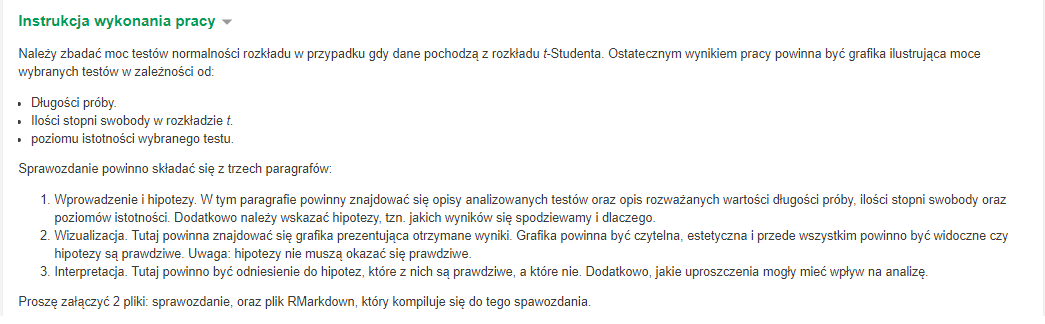 Instrukcja wykonania pracy
Należy zbadać moc testów normalności rozkładu w przypadku gdy dane pochodzą z rozkładu t-Studenta. Ostatecznym wynikiem pracy powinna być grafika ilustrująca moce
wybranych testów w zależności od:
• Długości próby.
• Ilości stopni swobody w rozkładzie t.
• poziomu istotności wybranego testu.
Sprawozdanie powinno składać się z trzech paragrafów:
1. Wprowadzenie i hipotezy. W tym paragrafie powinny znajdować się opisy analizowanych testów oraz opis rozważanych wartości długości próby, ilości stopni swobody oraz
poziomów istotności. Dodatkowo należy wskazać hipotezy, tzn. jakich wyników się spodziewamy i dlaczego.
2. Wizualizacja. Tutaj powinna znajdować się grafika prezentująca otrzymane wyniki. Grafika powinna być czytelna, estetyczna i przede wszystkim powinno być widoczne czy
hipotezy są prawdziwe. Uwaga: hipotezy nie muszą okazać się prawdziwe.
3. Interpretacja. Tutaj powinno być odniesienie do hipotez, które z nich są prawdziwe, a które nie. Dodatkowo, jakie uproszczenia mogły mieć wpływ na analizę.
Proszę załączyć 2 pliki: sprawozdanie, oraz plik RMarkdown, który kompiluje się do tego spawozdania.